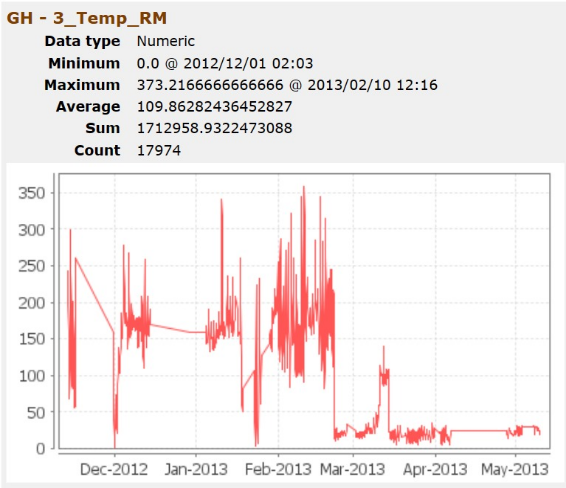 GH - 3_Temp_RM
Data type Numeric
Minimum 0.0 @ 2012/12/01 02:03
Maximum 373.2166666666666 @ 2013/02/10 12:16
Average 109.86282436452827
Sum 1712958.9322473088
Count 17974
350
300
250
200
150
100
50
0
Dec-2012 Jan-2013 Feb-2013 Mar-2013 Apr-2013 May-2013